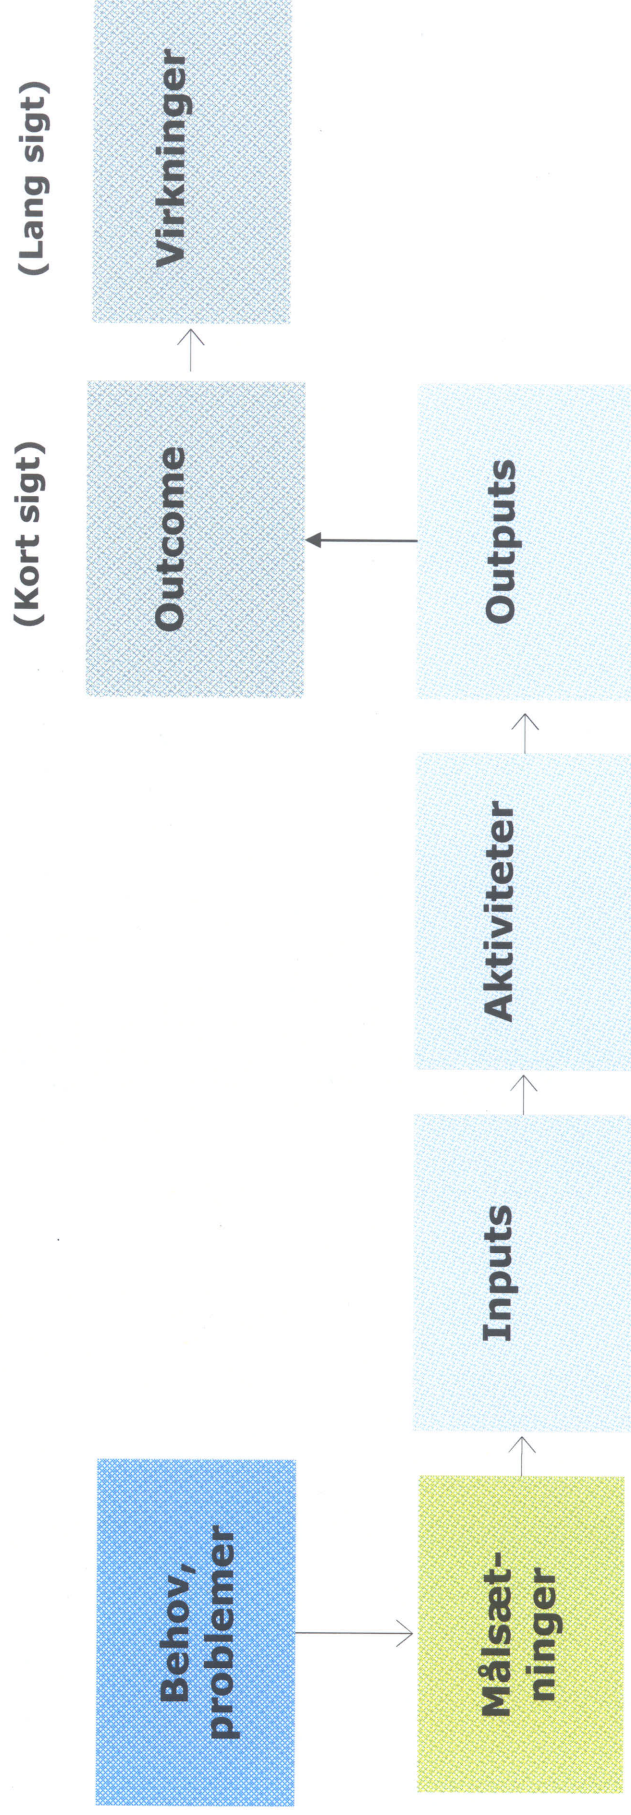 (Kort sigt)
(Lang sigt)
Behov,
problemer
Outcome
Virkninger
Målsæt-
ninger
Inputs
Aktiviteter
Outputs